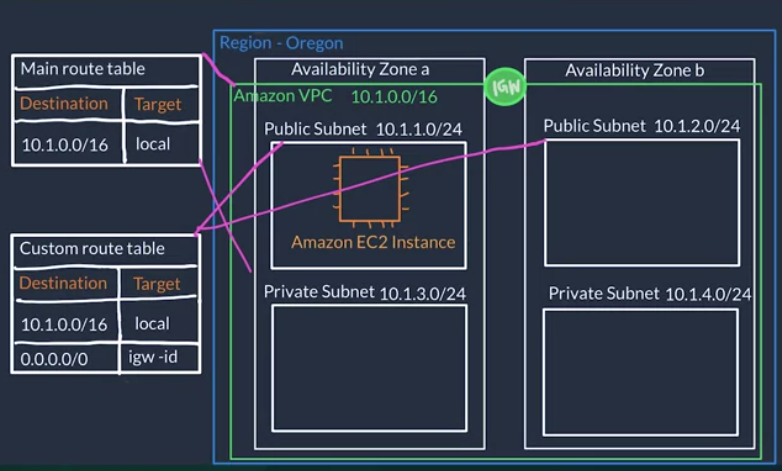 Region - Oregon
Main route table
Destination Target
10.1.0.0/16 local
Custom route table
Destination Target
10.1.0.0/16 local
0.0.0.0/0 igw -id
Availability Zone a
Availability Zone b
IGW
Amazon VPC 10.1.0.0/16
Public Subnet 10.1.1.0/24
Amazon EC2 Instance
Private Subnet 10.1.3.0/24
Public Subnet 10.1.2.0/24
Private Subnet 10.1.4.0/24